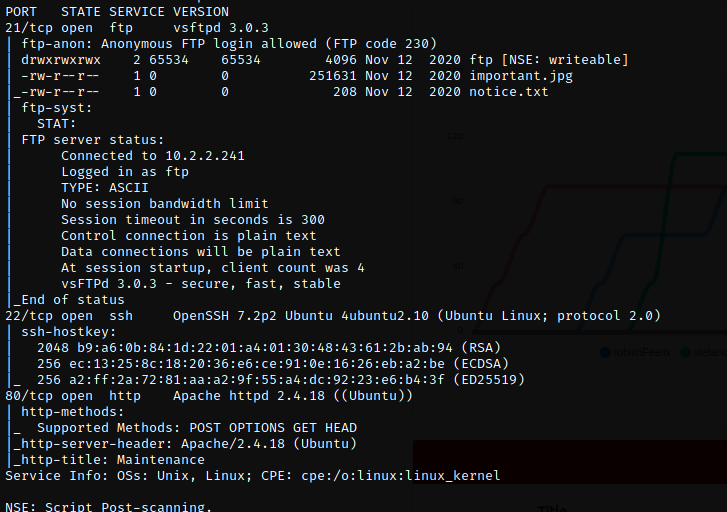 PORT   STATE SERVICE VERSION
21/tcp open  ftp     vsftpd 3.0.3
| ftp-anon: Anonymous FTP login allowed (FTP code 230)
| drwxrwxrwx    2 65534    65534        4096 Nov 12  2020 ftp [NSE: writeable]
| -rw-r--r--    1 0        0          251631 Nov 12  2020 important.jpg
|_-rw-r--r--    1 0        0             208 Nov 12  2020 notice.txt
| ftp-syst:
|   STAT:
| FTP server status:
|      Connected to 10.2.2.241
|      Logged in as ftp
|      TYPE: ASCII
|      No session bandwidth limit
|      Session timeout in seconds is 300
|      Control connection is plain text
|      Data connections will be plain text
|      At session startup, client count was 4
|      vsFTPd 3.0.3 - secure, fast, stable
|_End of status
22/tcp open  ssh     OpenSSH 7.2p2 Ubuntu 4ubuntu2.10 (Ubuntu Linux; protocol 2.0)
| ssh-hostkey:
|   2048 b9:a6:0b:84:1d:22:01:a4:01:30:48:43:61:2b:ab:94 (RSA)
|   256 ec:13:25:8c:18:20:36:e6:ce:91:0e:16:26:eb:a2:be (ECDSA)
|_  256 a2:ff:2a:72:81:aa:a2:9f:55:a4:dc:92:23:e6:b4:3f (ED25519)
80/tcp open  http    Apache httpd 2.4.18 ((Ubuntu))
| http-methods:
|_  Supported Methods: POST OPTIONS GET HEAD
|_http-server-header: Apache/2.4.18 (Ubuntu)
|_http-title: Maintenance
Service Info: OSs: Unix, Linux; CPE: cpe:/o:linux:linux_kernel
NSE: Script Post-scanning.
Title